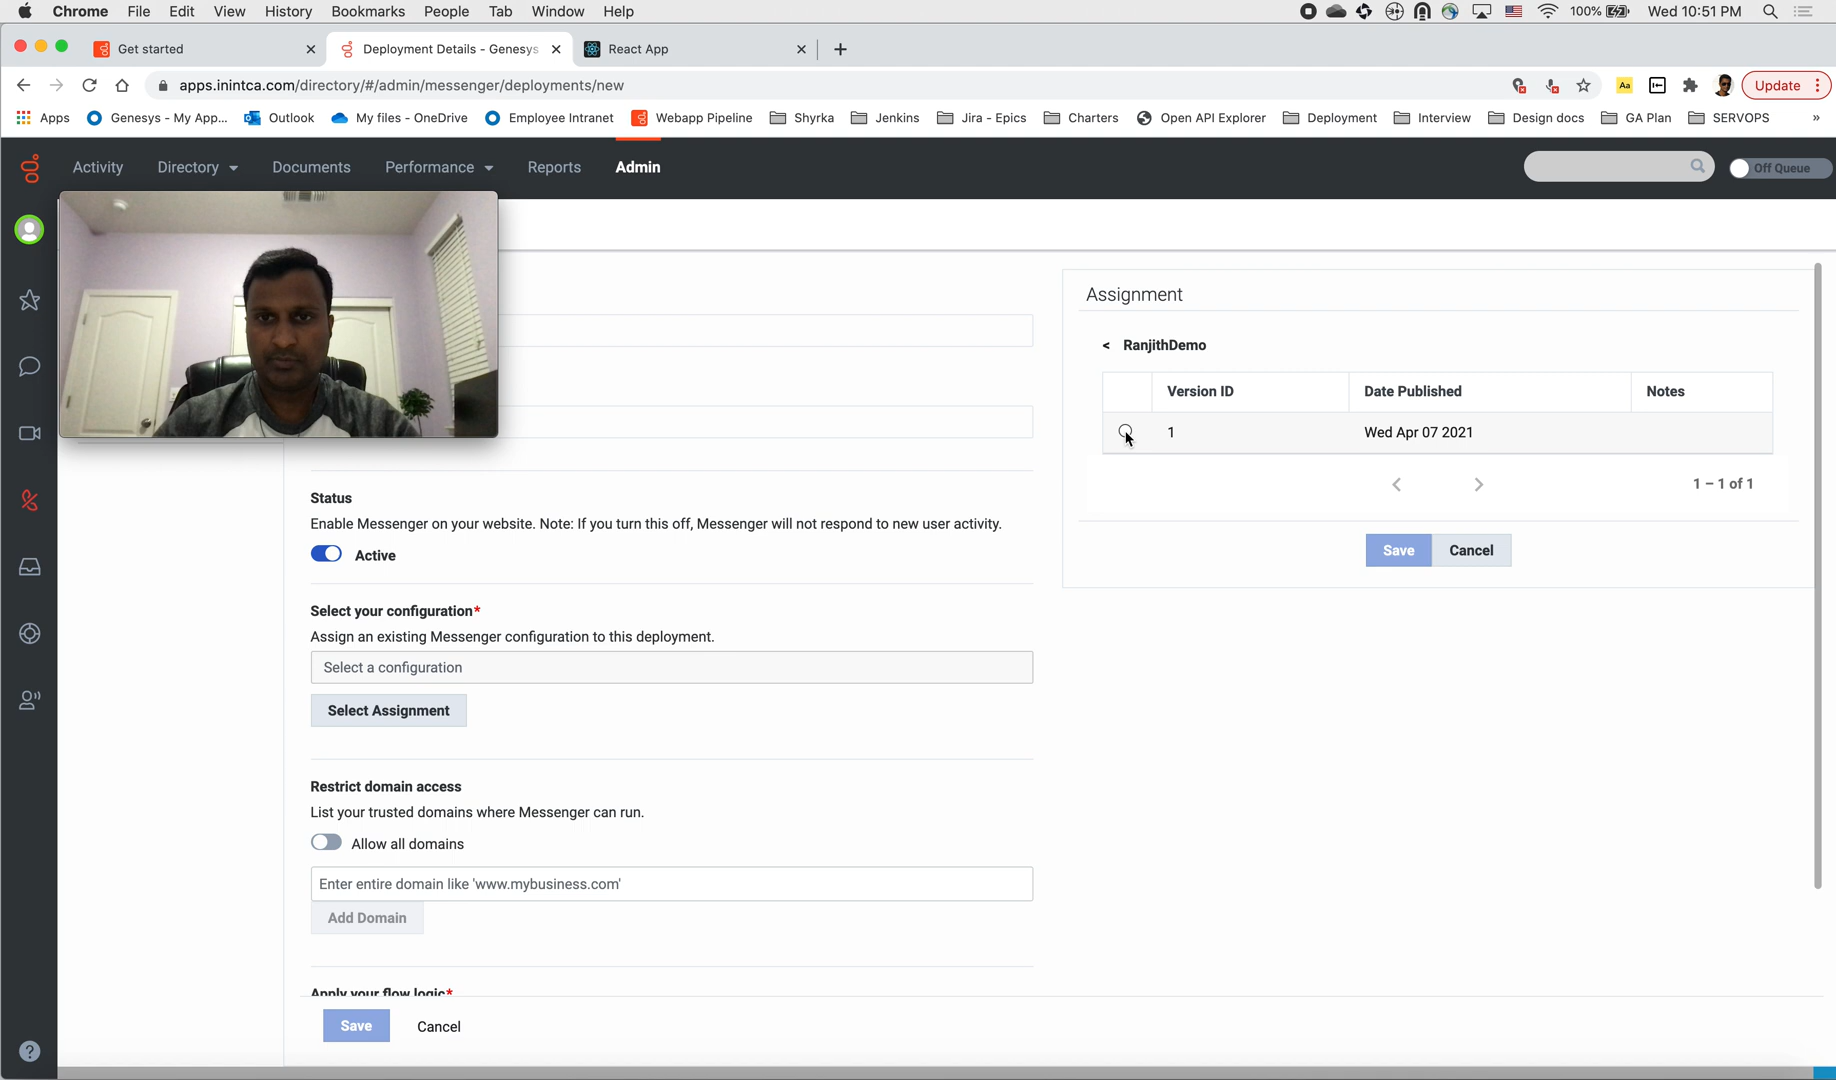 Chrome File Edit View History Bookmarks People Tab Window Help 100% Wed 10:51 PM
Get started Deployment Details - Genesys React App
apps.inintca.com/directory/#/admin/messenger/deployments/new Aa Update
Apps Genesys - My App... Outlook My files - OneDrive Employee Intranet Webapp Pipeline Shyrka Jenkins Jira - Epics Charters Open API Explorer Deployment Interview Design docs GA Plan SERVOPS »
Activity Directory Documents Performance Reports Admin Off Queue
Assignment
< RanjithDemo
Version ID Date Published Notes
1 Wed Apr 07 2021
1 – 1 of 1
Save Cancel
Status
Enable Messenger on your website. Note: If you turn this off, Messenger will not respond to new user activity.
Active
Select your configuration*
Assign an existing Messenger configuration to this deployment.
Select a configuration
Select Assignment
Restrict domain access
List your trusted domains where Messenger can run.
Allow all domains
Enter entire domain like 'www.mybusiness.com'
Add Domain
Apply your flow logic*
Save Cancel